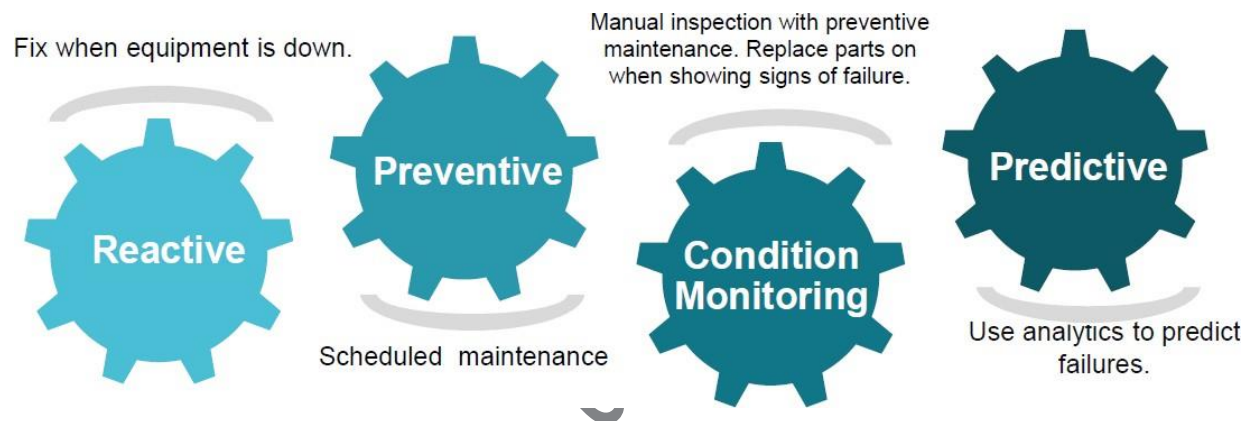 Fix when equipment is down.
Reactive
Preventive
Scheduled maintenance
Manual inspection with preventive
maintenance. Replace parts on
when showing signs of failure.
Condition
Monitoring
Predictive
Use analytics to predict
failures.